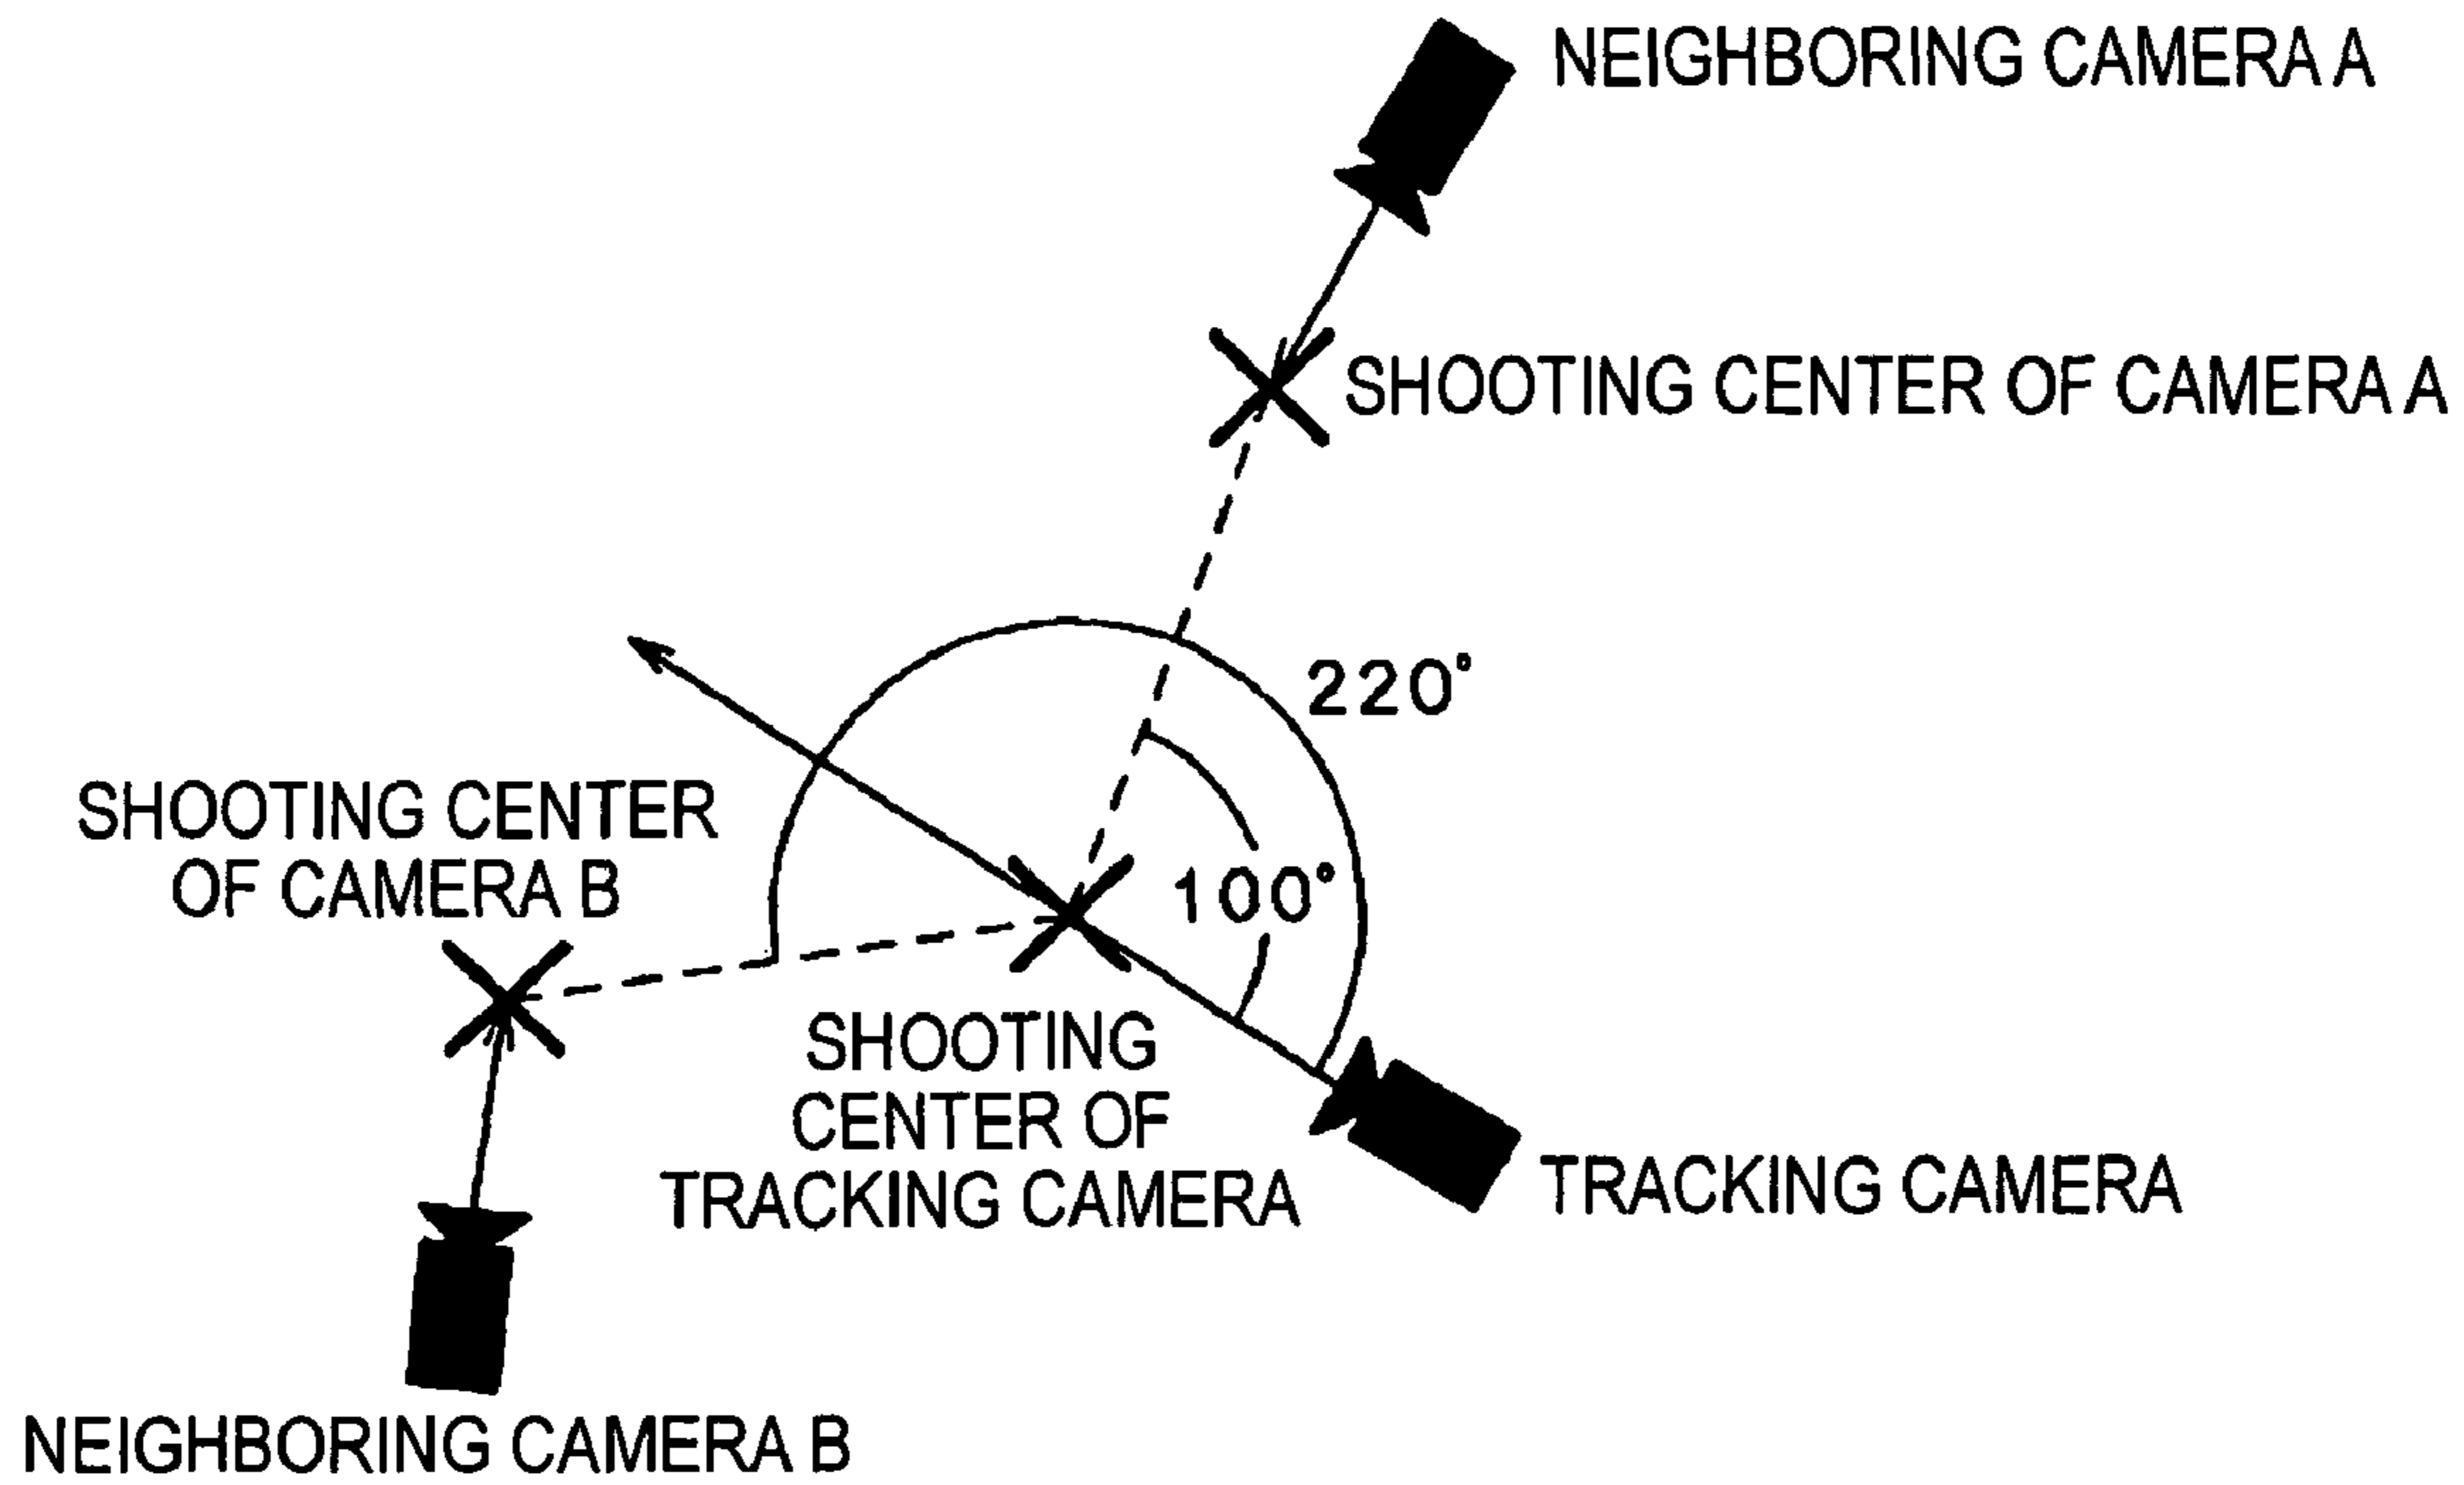 NEIGHBORING CAMERA A
SHOOTING CENTER OF CAMERA A
220°
SHOOTING CENTER
OF CAMERA B
100°
SHOOTING
CENTER OF
TRACKING CAMERA
TRACKING CAMERA
NEIGHBORING CAMERA B